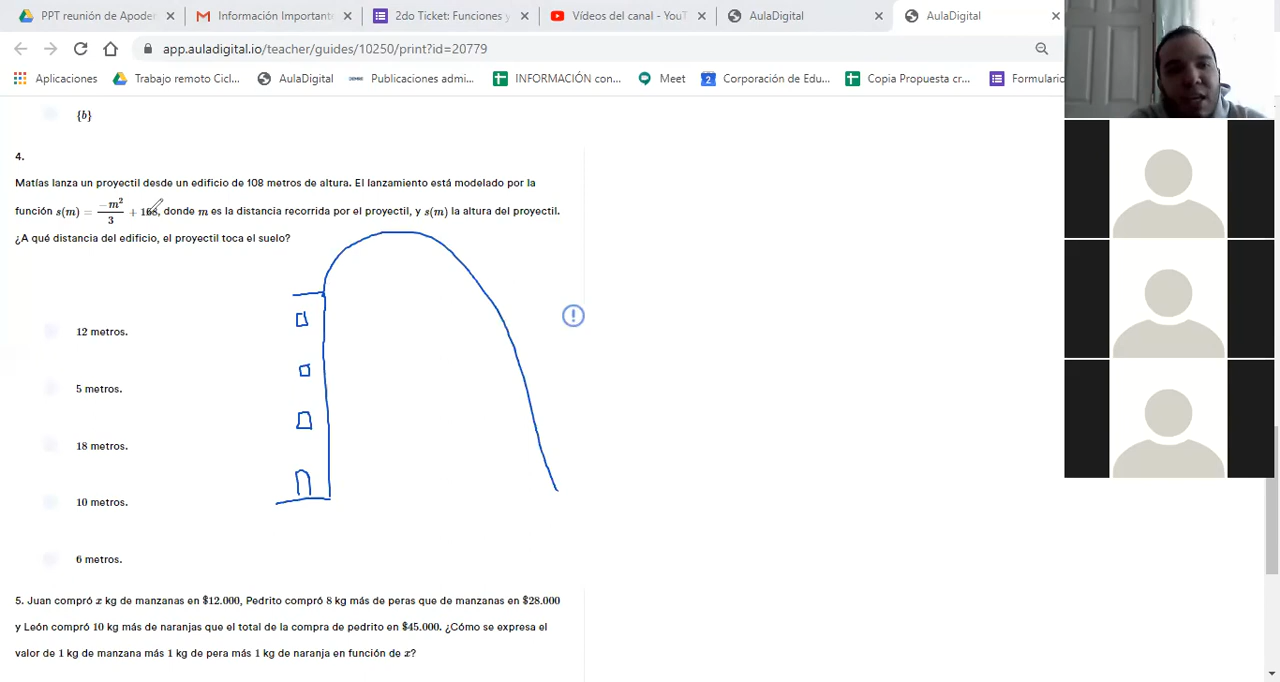 PPT reunión de Apoder
Información Important
2do Ticket: Funciones y
Vídeos del canal - YouT
AulaDigital
AulaDigital
app.auladigital.io/teacher/guides/10250/print?id=20779
Aplicaciones
Trabajo remoto Cicl...
AulaDigital
Publicaciones admi...
INFORMACIÓN con...
Meet
2
Corporación de Edu...
Copia Propuesta cr...
Formulario
{b}
4.
Matías lanza un proyectil desde un edificio de 108 metros de altura. El lanzamiento está modelado por la
función s(m) = -m²/3 + 108, donde m es la distancia recorrida por el proyectil, y s(m) la altura del proyectil.
¿A qué distancia del edificio, el proyectil toca el suelo?
12 metros.
5 metros.
18 metros.
10 metros.
6 metros.
5. Juan compró x kg de manzanas en $12.000, Pedrito compró 8 kg más de peras que de manzanas en $28.000
y León compró 10 kg más de naranjas que el total de la compra de pedrito en $45.000. ¿Cómo se expresa el
valor de 1 kg de manzana más 1 kg de pera más 1 kg de naranja en función de x?